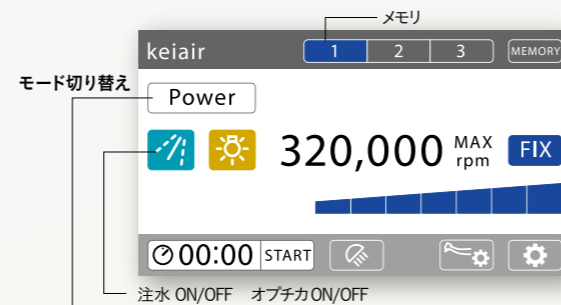 メモリ
keiair 1 2 3 MEMORY
モード切り替え
Power
320,000 MAX rpm FIX
00:00 START
注水 ON/OFF オプチカ ON/OFF